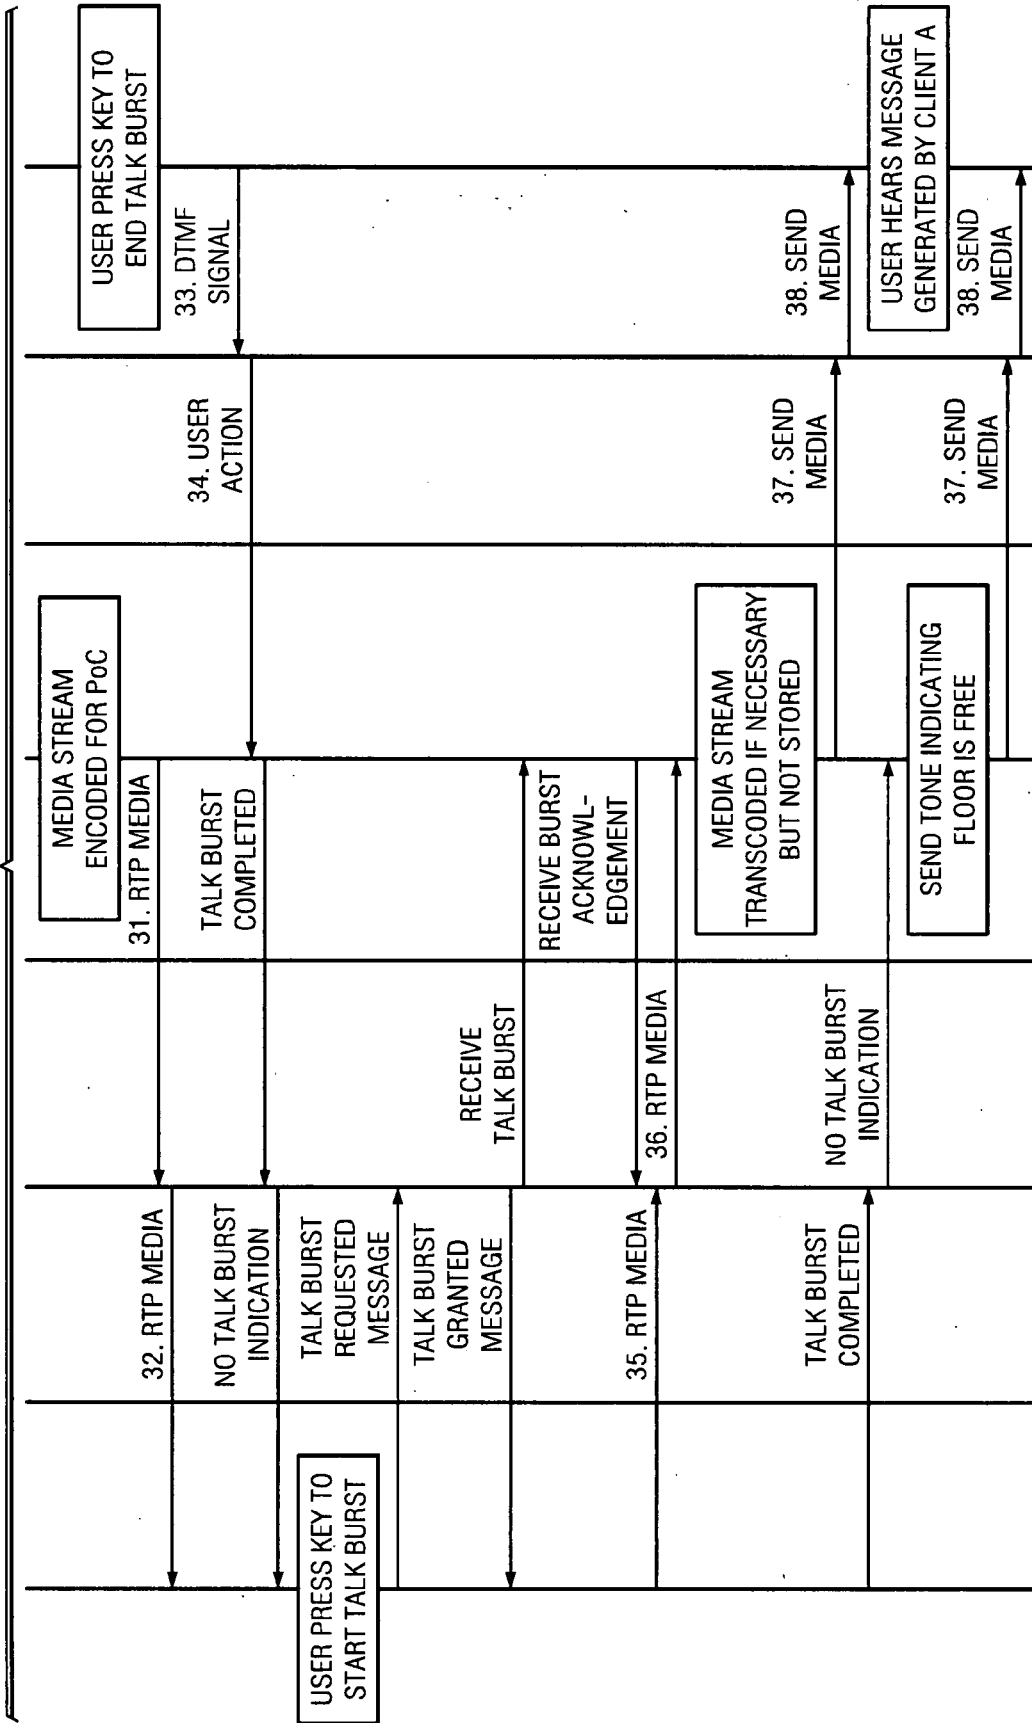 MEDIA STREAM
ENCODED FOR PoC
USER PRESS KEY TO
END TALK BURST
31. RTP MEDIA
32. RTP MEDIA
33. DTMF
SIGNAL
34. USER
ACTION
TALK BURST
COMPLETED
NO TALK BURST
INDICATION
USER PRESS KEY TO
START TALK BURST
TALK BURST
REQUESTED
MESSAGE
TALK BURST
GRANTED
MESSAGE
RECEIVE
TALK BURST
RECEIVE BURST
ACKNOWL-
EDGEMENT
35. RTP MEDIA
36. RTP MEDIA
MEDIA STREAM
TRANSCODED IF NECESSARY
BUT NOT STORED
37. SEND
MEDIA
38. SEND
MEDIA
TALK BURST
COMPLETED
NO TALK BURST
INDICATION
USER HEARS MESSAGE
GENERATED BY CLIENT A
SEND TONE INDICATING
FLOOR IS FREE
37. SEND
MEDIA
38. SEND
MEDIA